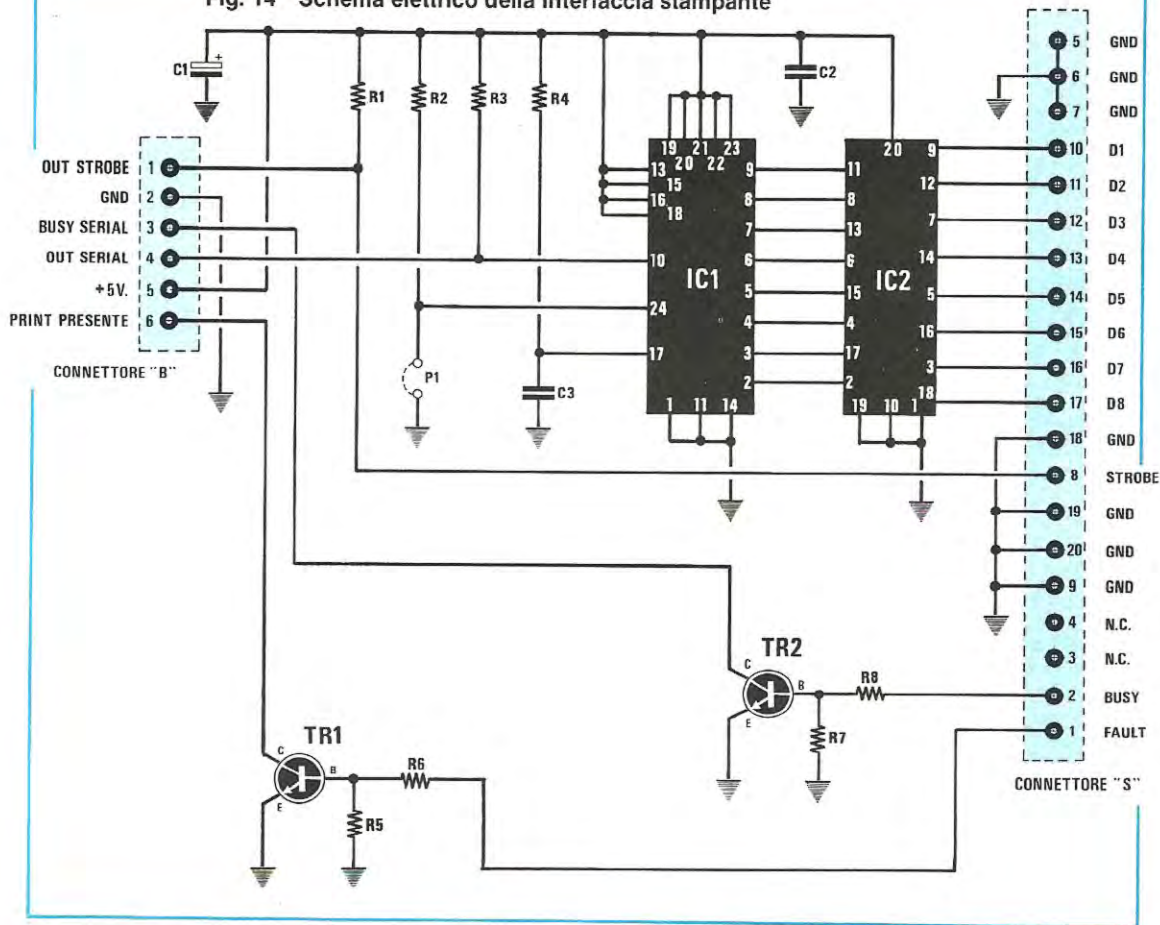 Fig. 14 Schema elettrico della interfaccia stampante
C1
+
R1
R2
R3
R4
C2
OUT STROBE 1
GND 2
BUSY SERIAL 3
OUT SERIAL 4
+5V. 5
PRINT PRESENTE 6
CONNETTORE "B"
P1
C3
IC1
19 20 21 22 23
13
15
16
18
10
24
17
9
8
7
6
5
4
3
2
1 11 14
IC2
20
11
8
13
6
15
4
17
2
9
12
7
14
5
16
3
18
19 10 1
5 GND
6 GND
7 GND
10 D1
11 D2
12 D3
13 D4
14 D5
15 D6
16 D7
17 D8
18 GND
8 STROBE
19 GND
20 GND
9 GND
4 N.C.
3 N.C.
2 BUSY
1 FAULT
CONNETTORE "S"
TR2
C
B
E
R8
R7
TR1
C
B
E
R6
R5